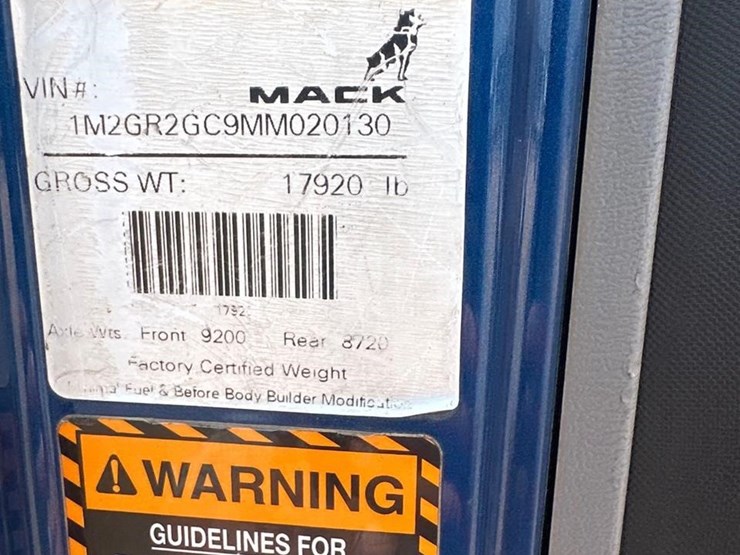 MACK
VIN#:
1M2GR2GC9MM020130
GROSS WT: 17920 lb
1792
Axle Wts. Front 9200 Rear 8720
Factory Certified Weight
Fuel & Before Body Builder
WARNING
GUIDELINES FOR